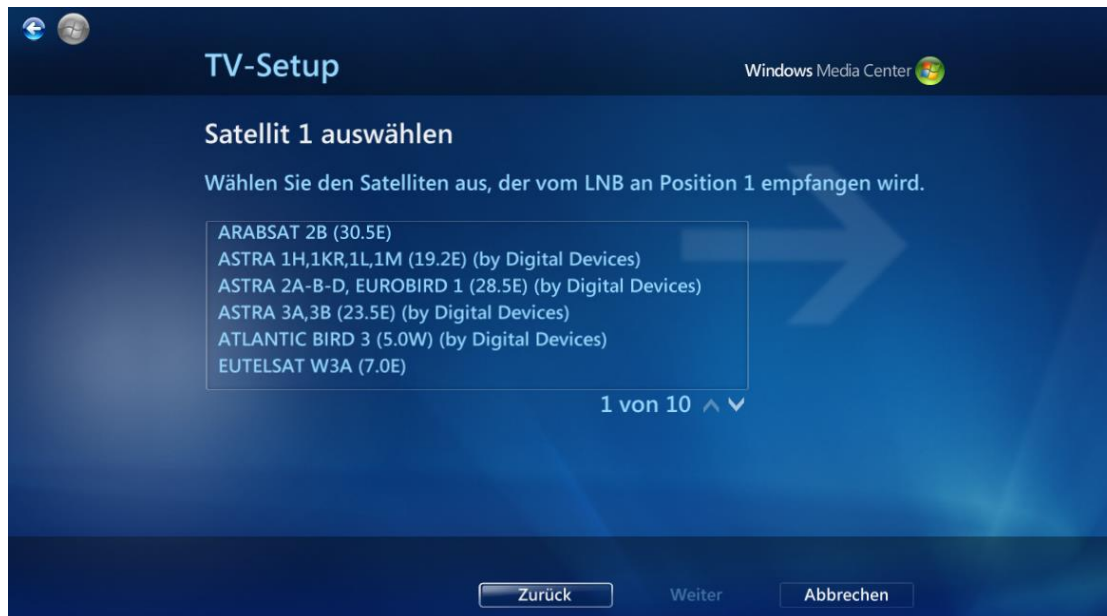 TV-Setup
Windows Media Center
Satellit 1 auswählen
Wählen Sie den Satelliten aus, der vom LNB an Position 1 empfangen wird.
ARABSAT 2B (30.5E)
ASTRA 1H,1KR,1L,1M (19.2E) (by Digital Devices)
ASTRA 2A-B-D, EUROBIRD 1 (28.5E) (by Digital Devices)
ASTRA 3A,3B (23.5E) (by Digital Devices)
ATLANTIC BIRD 3 (5.0W) (by Digital Devices)
EUTELSAT W3A (7.0E)
1 von 10
Zurück
Weiter
Abbrechen